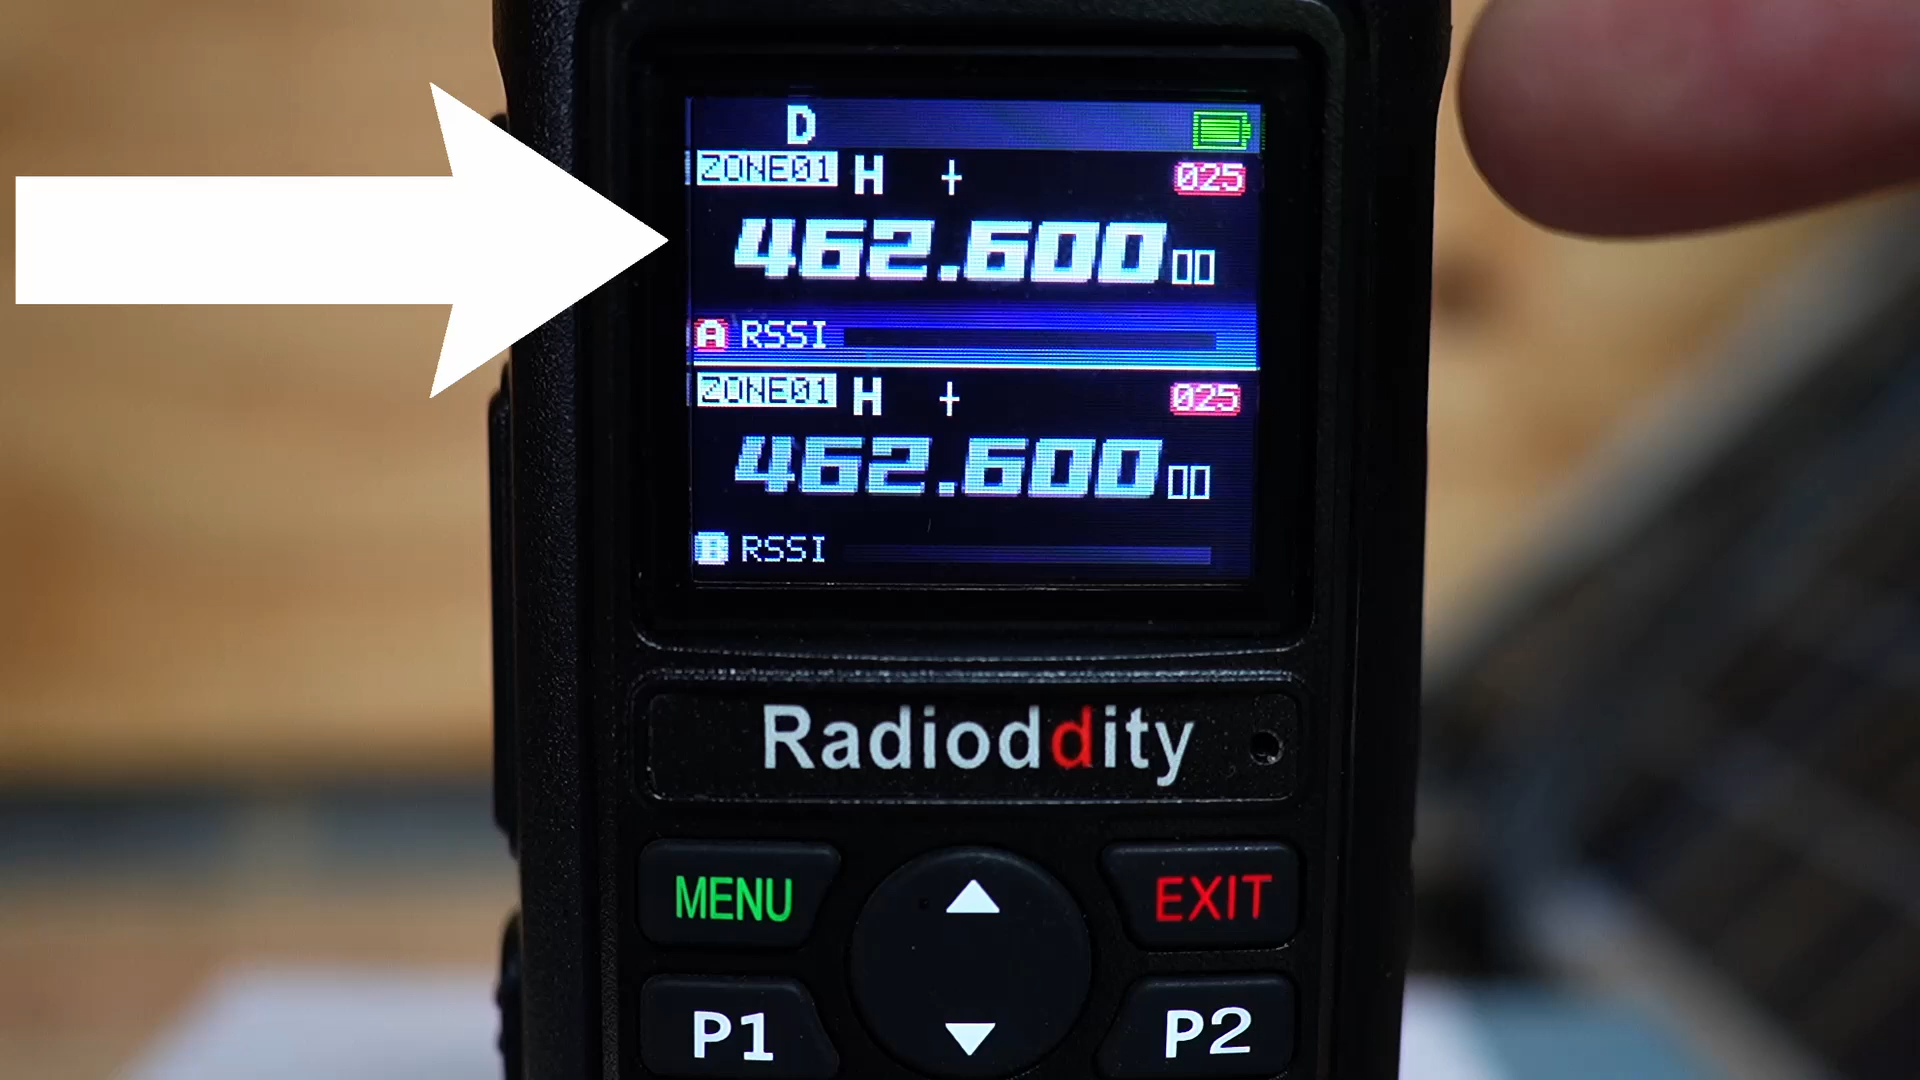 D
ZONE01 H + 025
462.60000
A RSSI
ZONE01 H + 025
462.60000
B RSSI
Radioddity
MENU EXIT
P1 P2